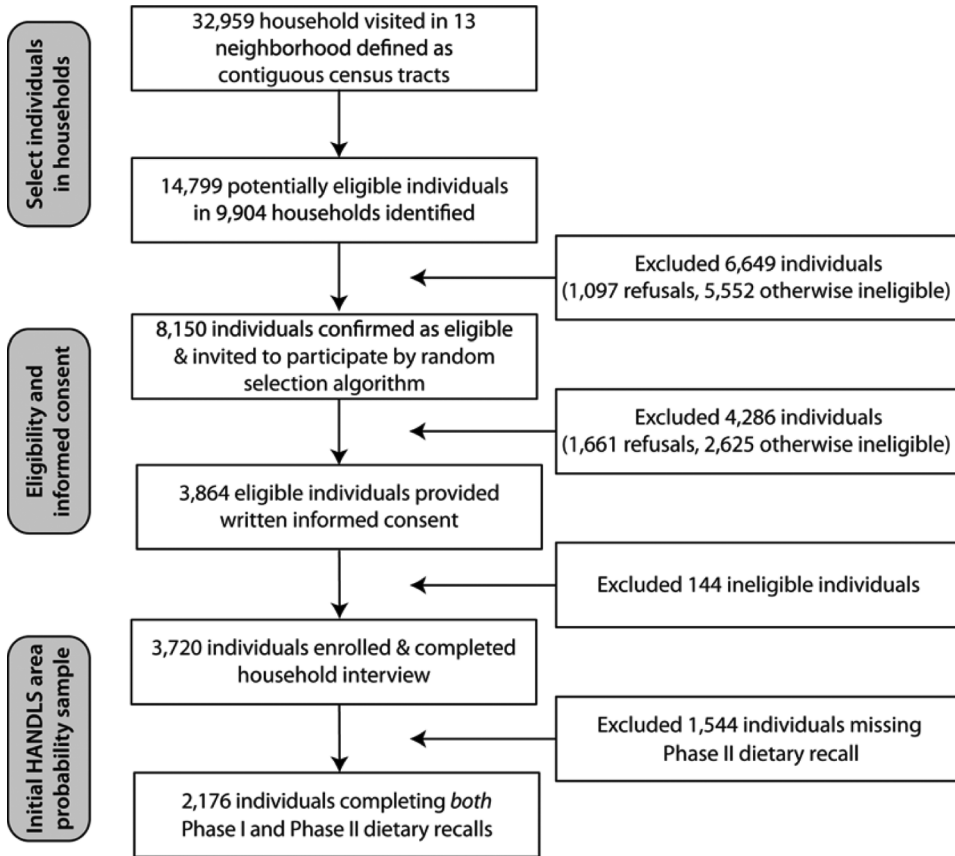 Select individuals
in households
32,959 household visited in 13
neighborhood defined as
contiguous census tracts
14,799 potentially eligible individuals
in 9,904 households identified
Excluded 6,649 individuals
(1,097 refusals, 5,552 otherwise ineligible)
Eligibility and
informed consent
8,150 individuals confirmed as eligible
& invited to participate by random
selection algorithm
Excluded 4,286 individuals
(1,661 refusals, 2,625 otherwise ineligible)
3,864 eligible individuals provided
written informed consent
Excluded 144 ineligible individuals
Initial HANDLS area
probability sample
3,720 individuals enrolled & completed
household interview
Excluded 1,544 individuals missing
Phase II dietary recall
2,176 individuals completing both
Phase I and Phase II dietary recalls